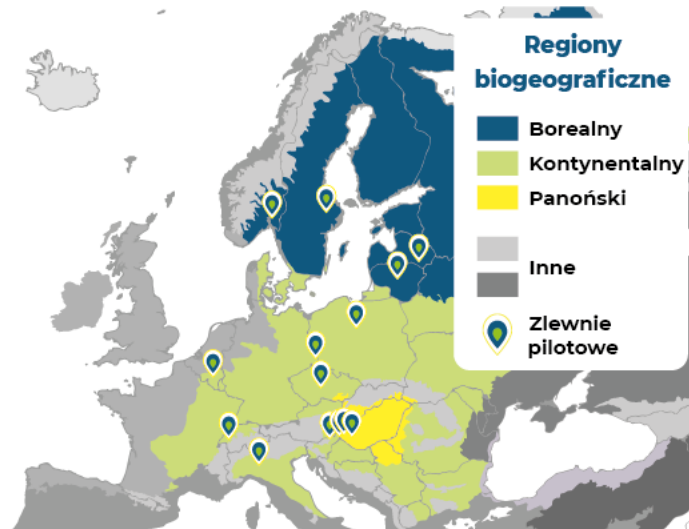 Regiony
biogeograficzne
Borealny
Kontynentalny
Panoński
Inne
Zlewnie
pilotowe